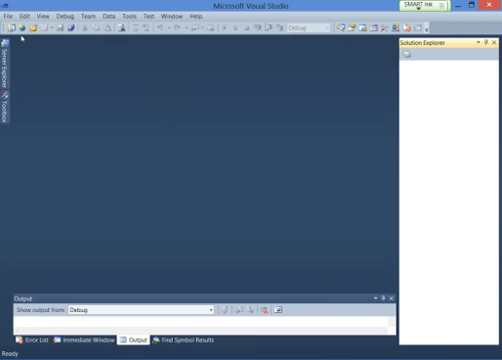 Microsoft Visual Studio
SMART Ink
File Edit View Debug Team Data Tools Test Window Help
Debug
Solution Explorer
Server Explorer
Toolbox
Output
Show output from: Debug
Error List Immediate Window Output Find Symbol Results
Ready